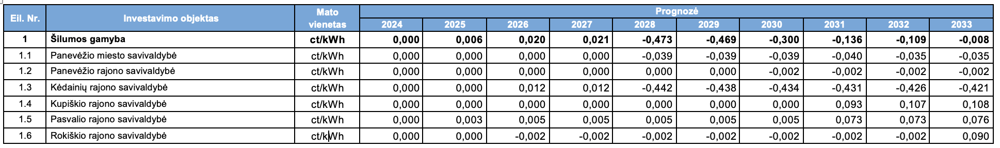 Eil. Nr. Investavimo objektas Mato vienetas Prognozė
2024 2025 2026 2027 2028 2029 2030 2031 2032 2033
1 Šilumos gamyba ct/kWh 0,000 0,006 0,020 0,021 -0,473 -0,469 -0,300 -0,136 -0,109 -0,008
1.1 Panevėžio miesto savivaldybė ct/kWh 0,000 0,000 0,000 0,000 -0,039 -0,039 -0,039 -0,040 -0,035 -0,035
1.2 Panevėžio rajono savivaldybė ct/kWh 0,000 0,000 0,000 0,000 0,000 0,000 -0,002 -0,002 -0,002 -0,002
1.3 Kėdainių rajono savivaldybė ct/kWh 0,000 0,000 0,012 0,012 -0,442 -0,438 -0,434 -0,431 -0,426 -0,421
1.4 Kupiškio rajono savivaldybė ct/kWh 0,000 0,000 0,000 0,000 0,000 0,000 0,000 0,093 0,107 0,108
1.5 Pasvalio rajono savivaldybė ct/kWh 0,000 0,003 0,005 0,005 0,005 0,005 0,005 0,073 0,073 0,076
1.6 Rokiškio rajono savivaldybė ct/kWh 0,000 0,000 -0,002 -0,002 -0,002 -0,002 -0,002 -0,002 -0,002 0,090